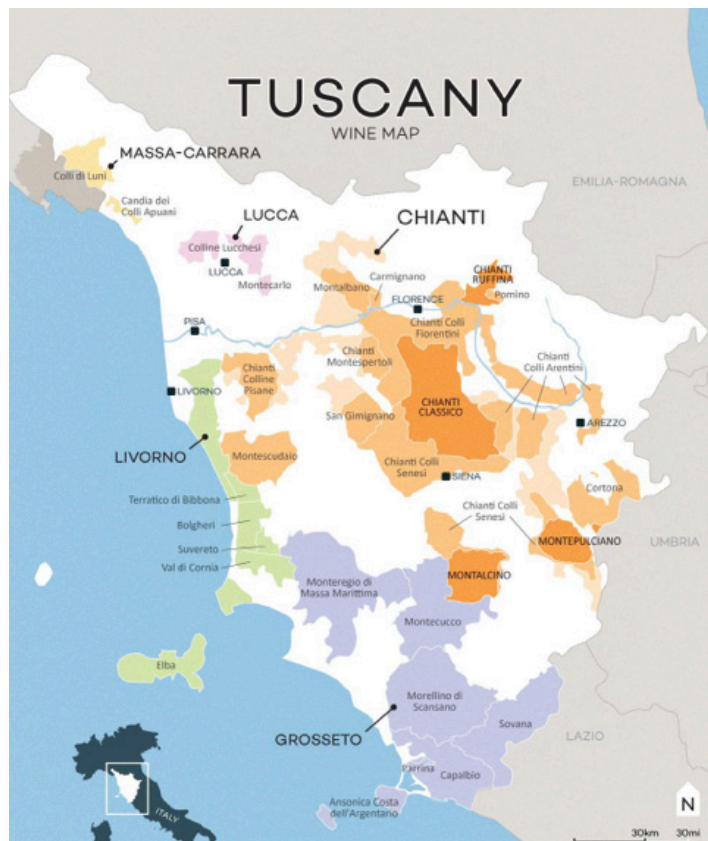 TUSCANY
WINE MAP
MASSA-CARRARA
Colli di Luni
EMILIA-ROMAGNA
Candia dei
Colli Apuani
LUCCA
CHIANTI
Colline Lucchesi
LUCCA
Montecarlo
CHIANTI
RUFFINA
Carmignano
Montalbano
Pomino
FLORENCE
PISA
Chianti Colli
Fiorentini
Chianti
Montespertoli
Chianti
Colli Arentini
Chianti
Colline
Pisane
LIVORNO
CHIANTI
CLASSICO
San Gimignano
AREZZO
LIVORNO
Montescudaio
Chianti Colli
Senesi
SIENA
Cortona
Terratico di Bibbona
Chianti Colli
Senesi
Bolgheri
MONTEPULCIANO
UMBRIA
Suvereto
Val di Cornia
MONTALCINO
Monteregio di
Massa Marittima
Montecucco
Elba
Morellino di
Scansano
Sovana
GROSSETO
LAZIO
Parrina
Capalbio
Ansonica Costa
dell'Argentano
ITALY
N
30km 30mi